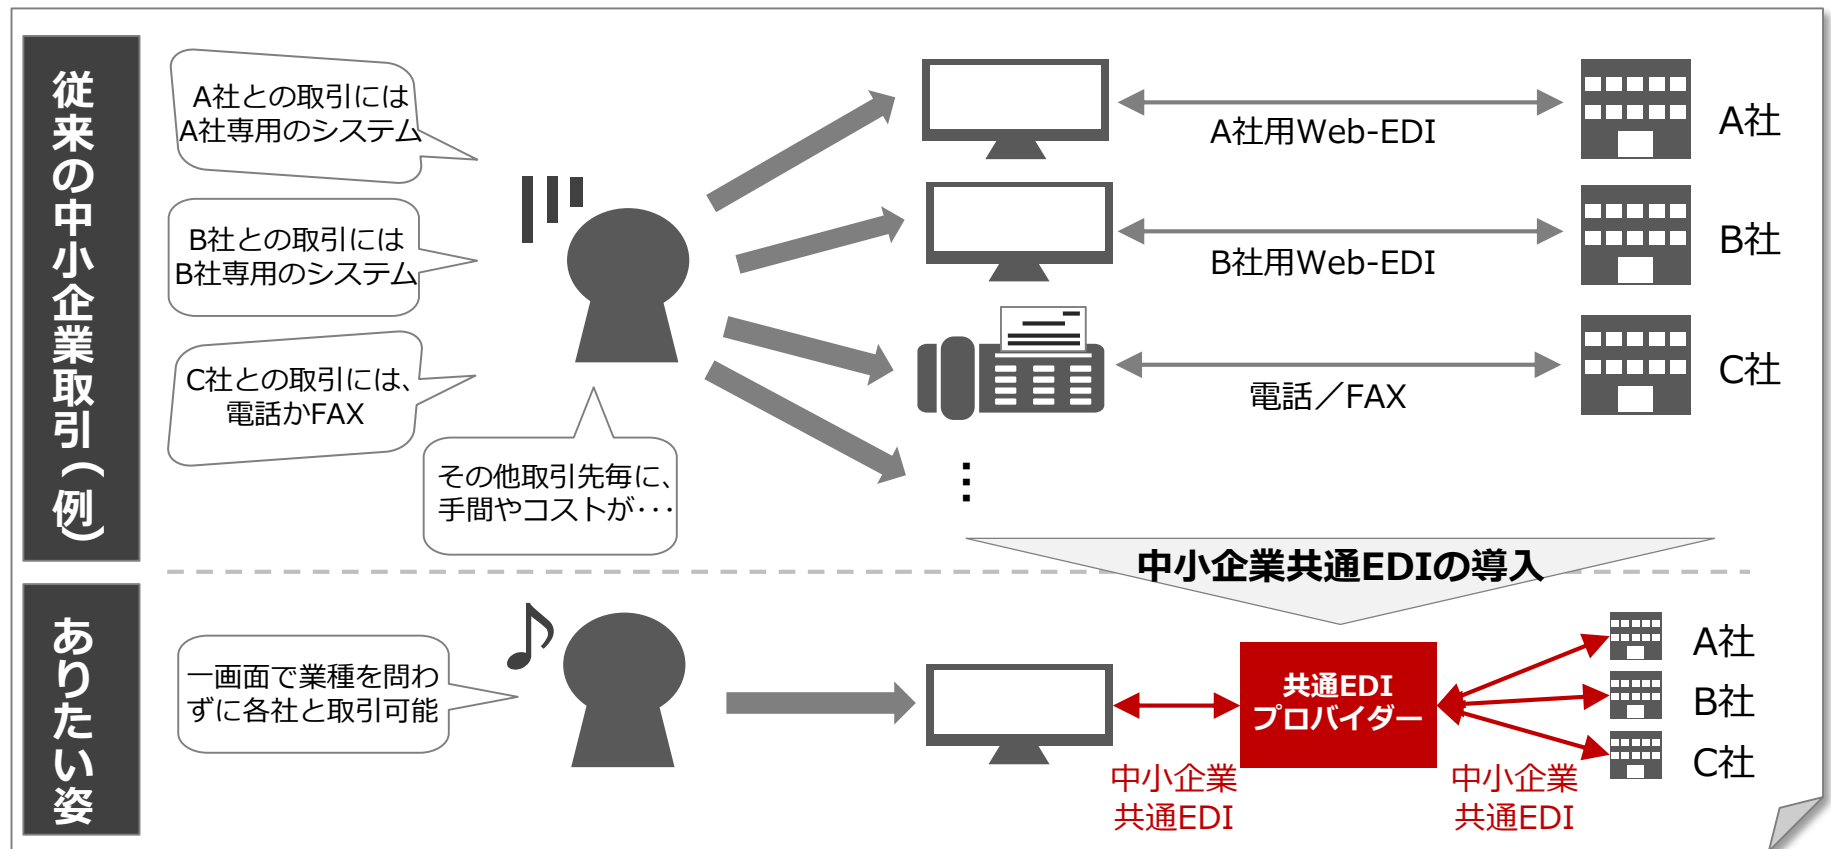 従来の中小企業取引（例）
A社との取引には
A社専用のシステム
B社との取引には
B社専用のシステム
C社との取引には、
電話かFAX
その他取引先毎に、
手間やコストが･･･
A社用Web-EDI
A社
B社用Web-EDI
B社
電話／FAX
C社
⋮
中小企業共通EDIの導入
ありたい姿
一画面で業種を問わ
ずに各社と取引可能
共通EDI
プロバイダー
中小企業
共通EDI
中小企業
共通EDI
A社
B社
C社